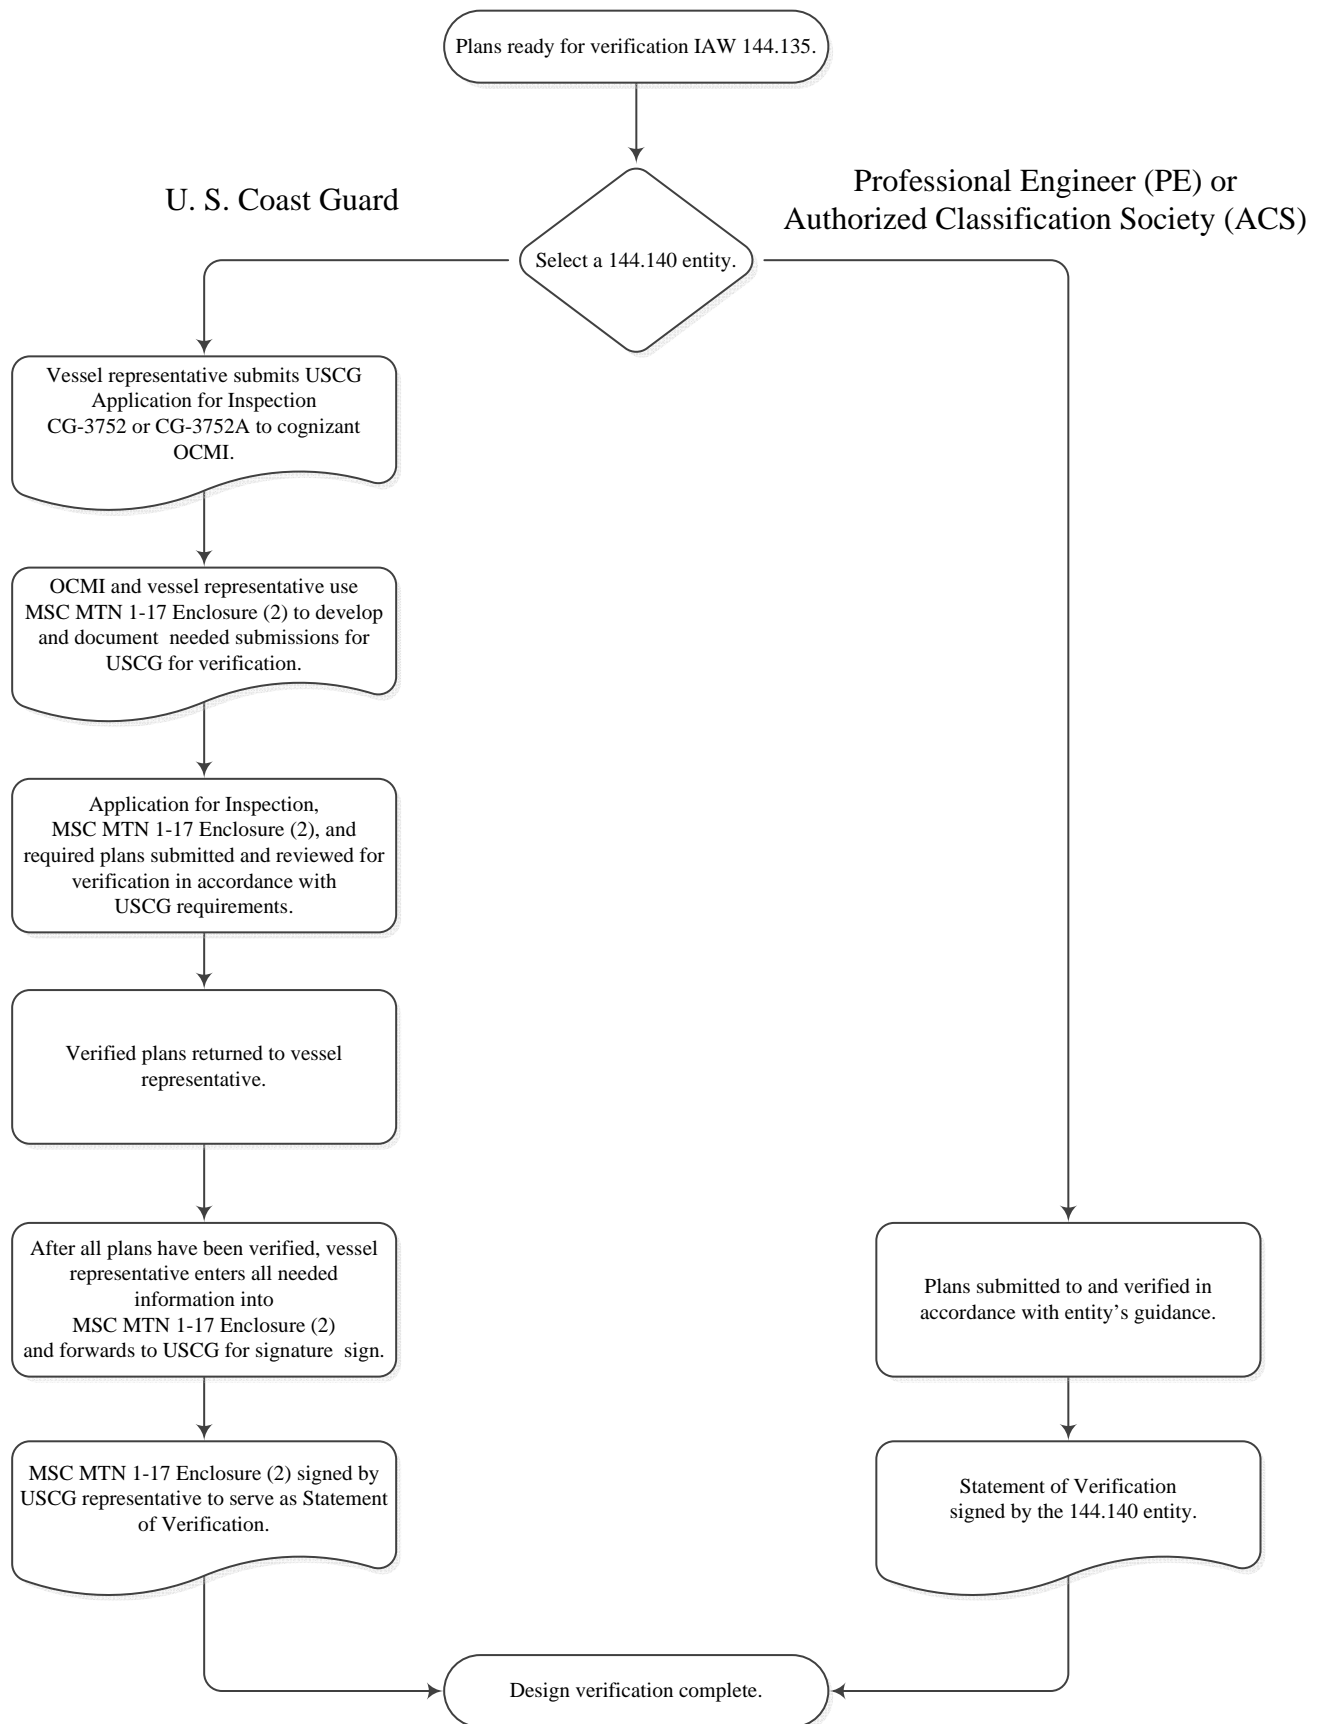 Plans ready for verification IAW 144.135.
U. S. Coast Guard
Professional Engineer (PE) or
Authorized Classification Society (ACS)
Select a 144.140 entity.
Vessel representative submits USCG
Application for Inspection
CG-3752 or CG-3752A to cognizant
OCMI.
OCMI and vessel representative use
MSC MTN 1-17 Enclosure (2) to develop
and document needed submissions for
USCG for verification.
Application for Inspection,
MSC MTN 1-17 Enclosure (2), and
required plans submitted and reviewed for
verification in accordance with
USCG requirements.
Verified plans returned to vessel
representative.
After all plans have been verified, vessel
representative enters all needed
information into
MSC MTN 1-17 Enclosure (2)
and forwards to USCG for signature sign.
Plans submitted to and verified in
accordance with entity’s guidance.
MSC MTN 1-17 Enclosure (2) signed by
USCG representative to serve as Statement
of Verification.
Statement of Verification
signed by the 144.140 entity.
Design verification complete.